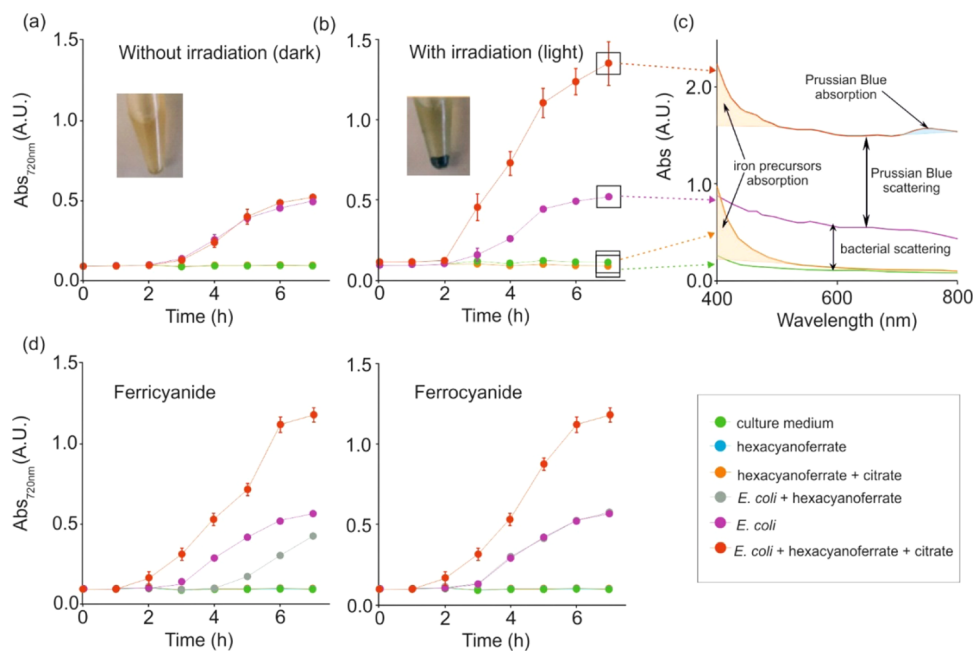 (a)
Without irradiation (dark)
Abs720nm (A.U.)
1.5
1.0
0.5
0.0
0 2 4 6
Time (h)
(b)
With irradiation (light)
1.5
1.0
0.5
0.0
0 2 4 6
Time (h)
(c)
Abs (A.U.)
2.0
1.0
0.0
Prussian Blue
absorption
iron precursors
absorption
Prussian Blue
scattering
bacterial scattering
400 600 800
Wavelength (nm)
(d)
Ferricyanide
Abs720nm (A.U.)
1.5
1.0
0.5
0.0
0 2 4 6
Time (h)
Ferrocyanide
1.5
1.0
0.5
0.0
0 2 4 6
Time (h)
culture medium
hexacyanoferrate
hexacyanoferrate + citrate
E. coli + hexacyanoferrate
E. coli
E. coli + hexacyanoferrate + citrate